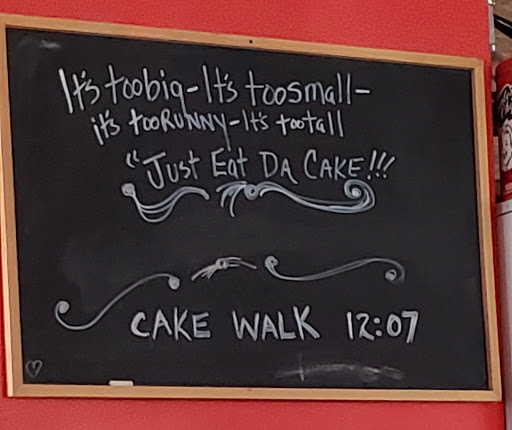 It's toobig-It's toosmall-
it's tooRUNNY-It's tootall
"Just Eat DA CAKE!!!
CAKE WALK 12:07